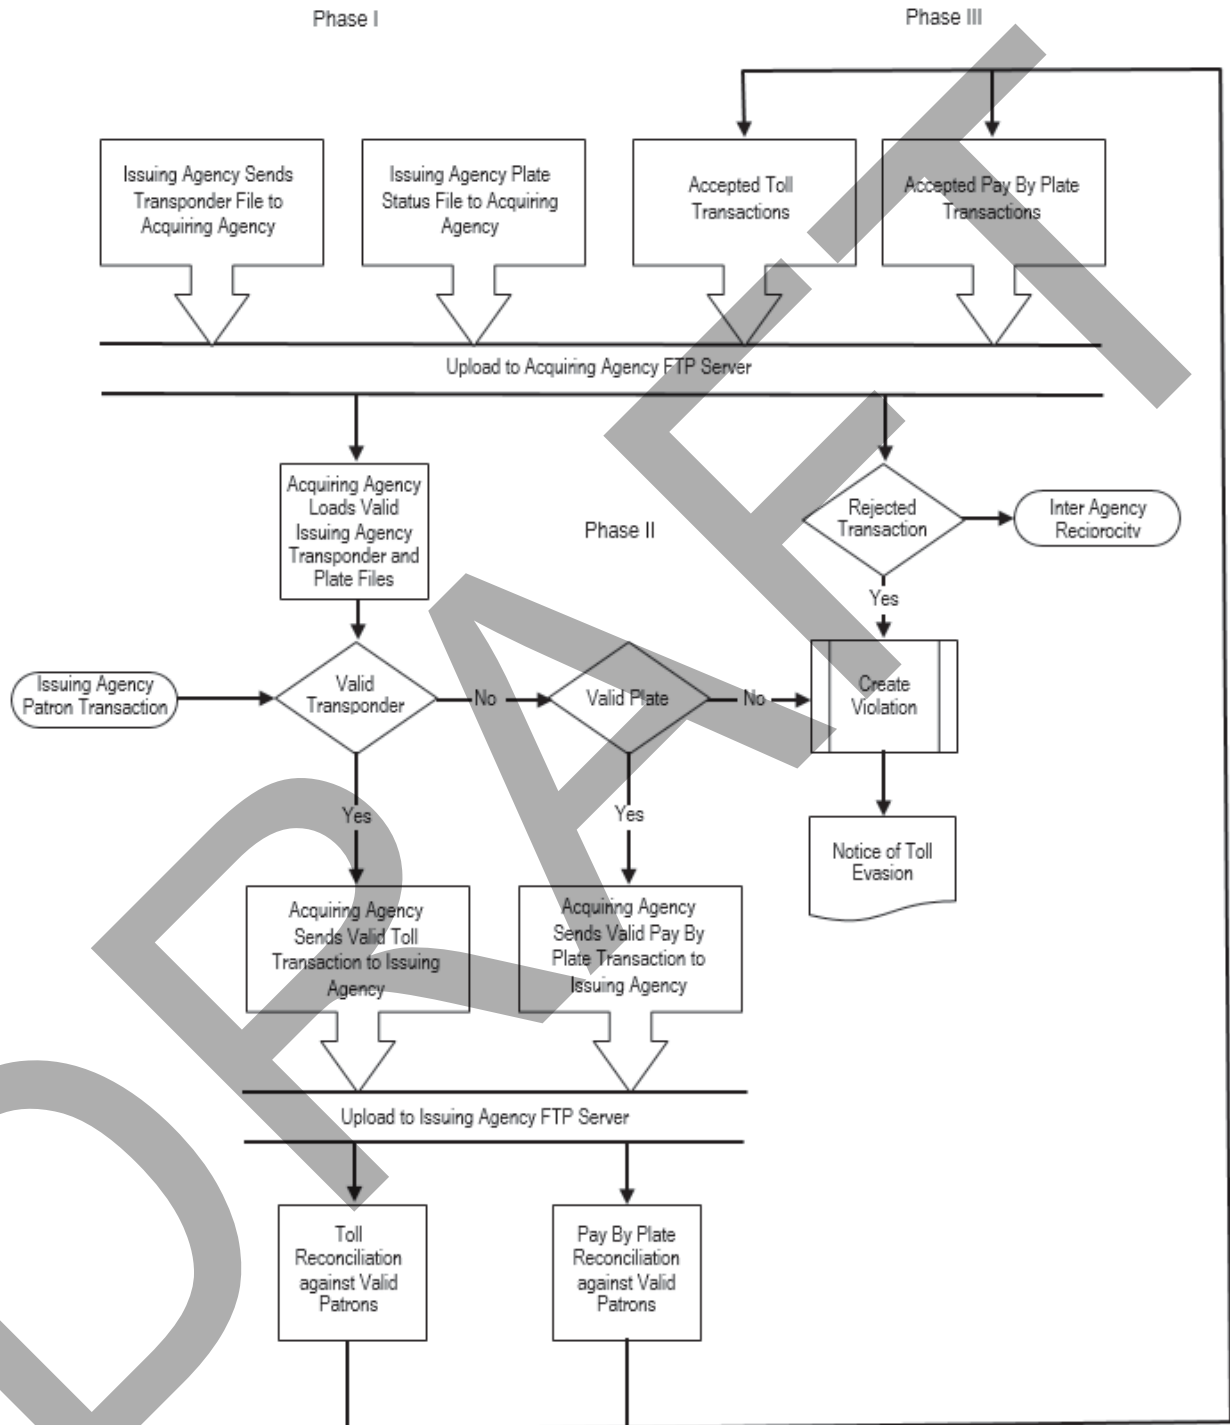 Phase I
Phase III
Issuing Agency Sends
Transponder File to
Acquiring Agency
Issuing Agency Plate
Status File to Acquiring
Agency
Accepted Toll
Transactions
Accepted Pay By Plate
Transactions
Upload to Acquiring Agency FTP Server
Acquiring Agency
Loads Valid
Issuing Agency
Transponder and
Plate Files
Phase II
Rejected
Transaction
Inter Agency
Reciprocity
Yes
Issuing Agency
Patron Transaction
Valid
Transponder
No
Valid Plate
No
Create
Violation
Yes
Yes
Notice of Toll
Evasion
Acquiring Agency
Sends Valid Toll
Transaction to Issuing
Agency
Acquiring Agency
Sends Valid Pay By
Plate Transaction to
Issuing Agency
Upload to Issuing Agency FTP Server
Toll
Reconciliation
against Valid
Patrons
Pay By Plate
Reconciliation
against Valid
Patrons
DRAFT